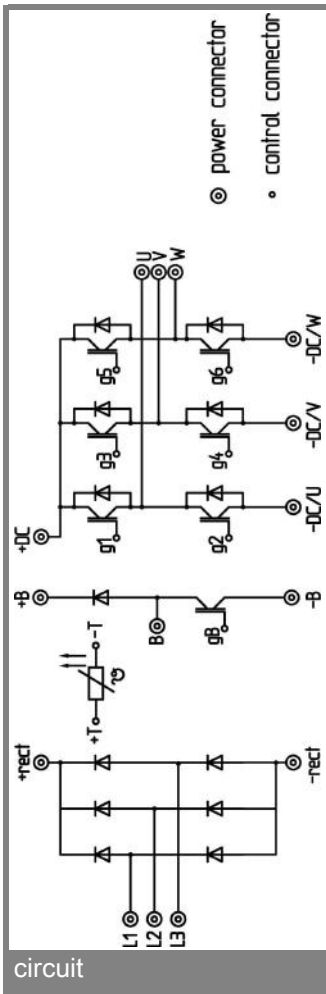 ⊚ power connector
∘ control connector
U
V
W
+DC
g1
g3
g5
g2
g4
g6
-DC/U
-DC/V
-DC/W
+B
B
gB
-B
+T
-T
ϑ
+rect
-rect
L1
L2
L3
circuit